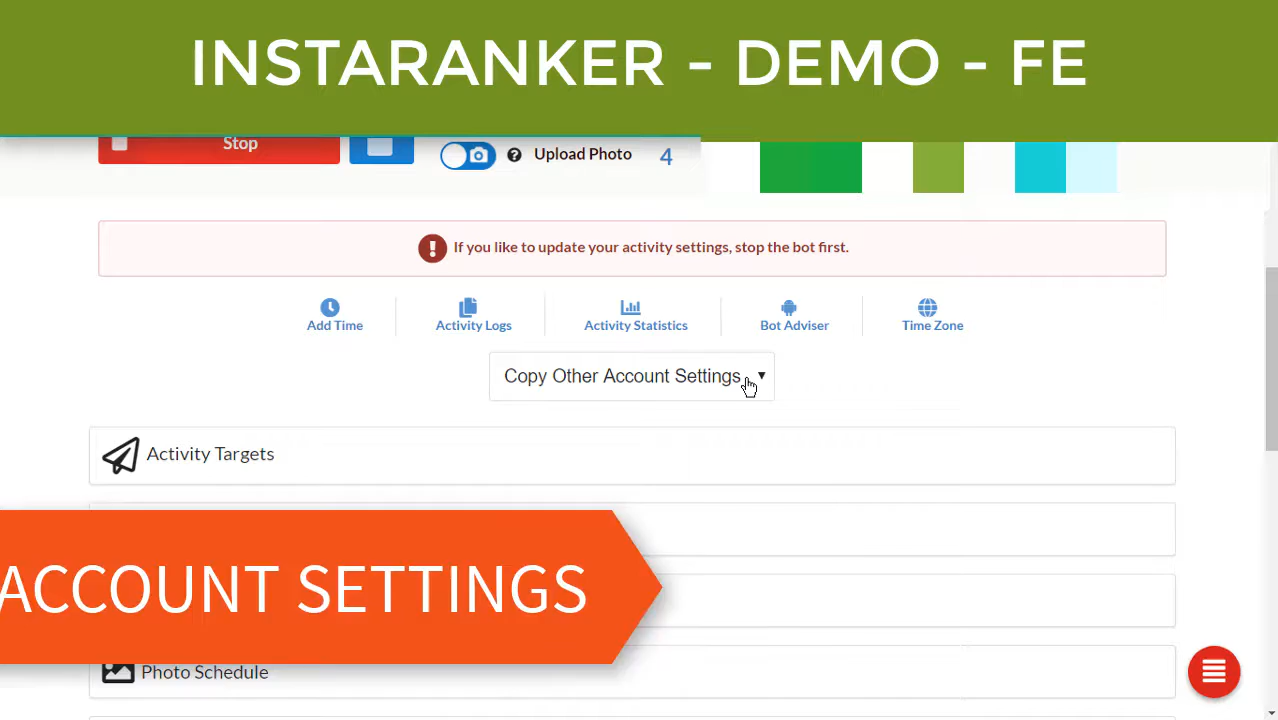 INSTARANKER - DEMO - FE
Stop
Upload Photo 4
If you like to update your activity settings, stop the bot first.
Add Time
Activity Logs
Activity Statistics
Bot Adviser
Time Zone
Copy Other Account Settings
Activity Targets
ACCOUNT SETTINGS
Photo Schedule